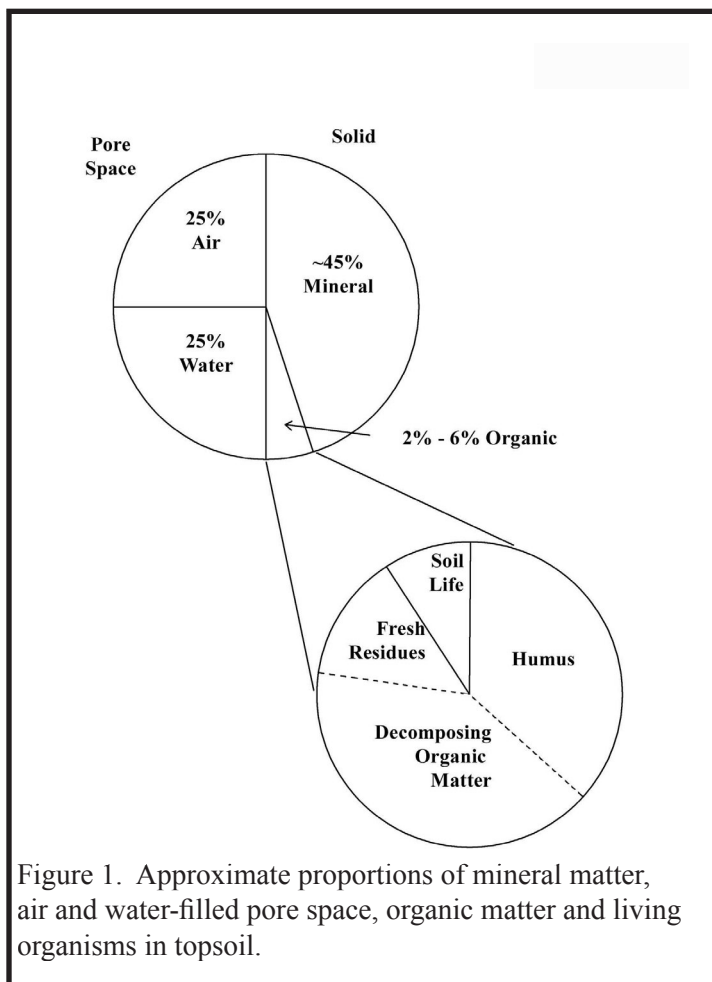 Pore
Space
Solid
25%
Air
~45%
Mineral
25%
Water
2% - 6% Organic
Soil
Life
Fresh
Residues
Humus
Decomposing
Organic
Matter
Figure 1.  Approximate proportions of mineral matter,
air and water-filled pore space, organic matter and living
organisms in topsoil.